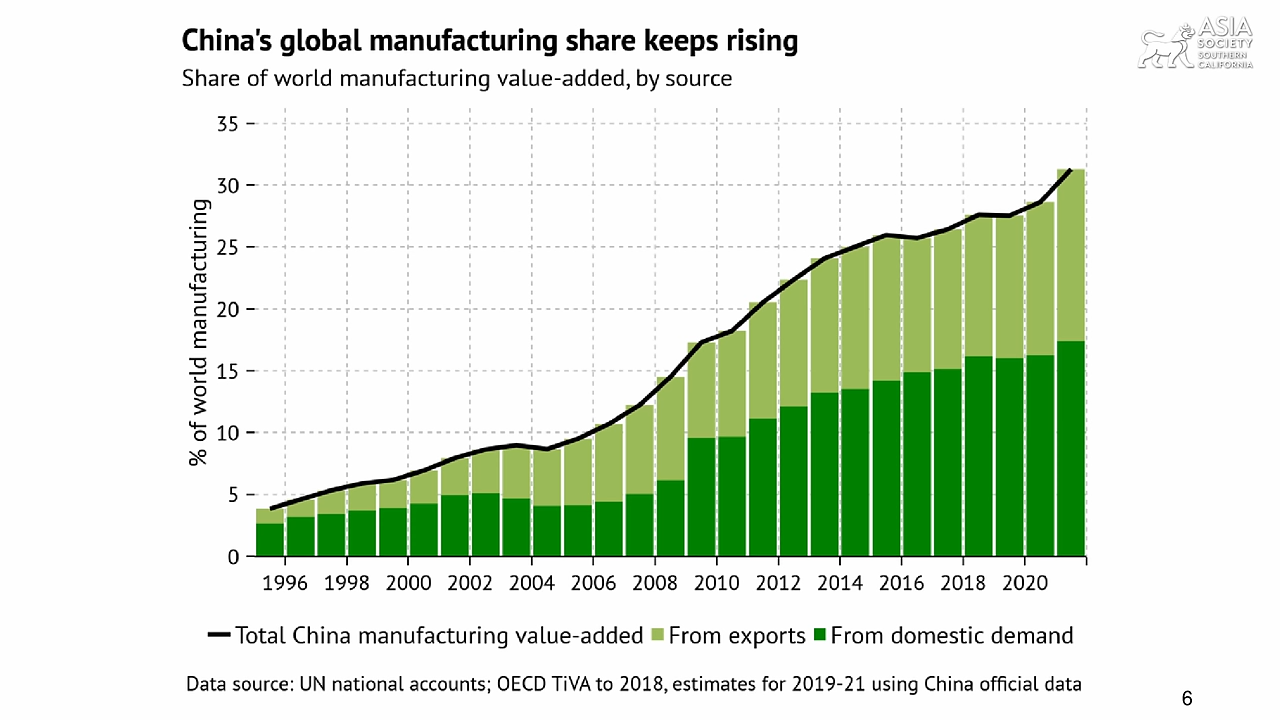 China's global manufacturing share keeps rising
ASIA
SOCIETY
SOUTHERN
CALIFORNIA
Share of world manufacturing value-added, by source
% of world manufacturing
35
30
25
20
15
10
5
0
1996 1998 2000 2002 2004 2006 2008 2010 2012 2014 2016 2018 2020
Total China manufacturing value-added From exports From domestic demand
Data source: UN national accounts; OECD TiVA to 2018, estimates for 2019-21 using China official data
6